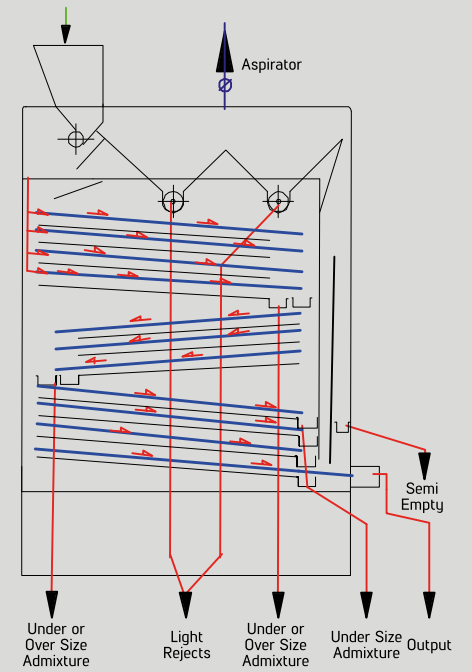 Aspirator
Semi
Empty
Under or
Over Size
Admixture
Light
Rejects
Under or
Over Size
Admixture
Under Size
Admixture
Output